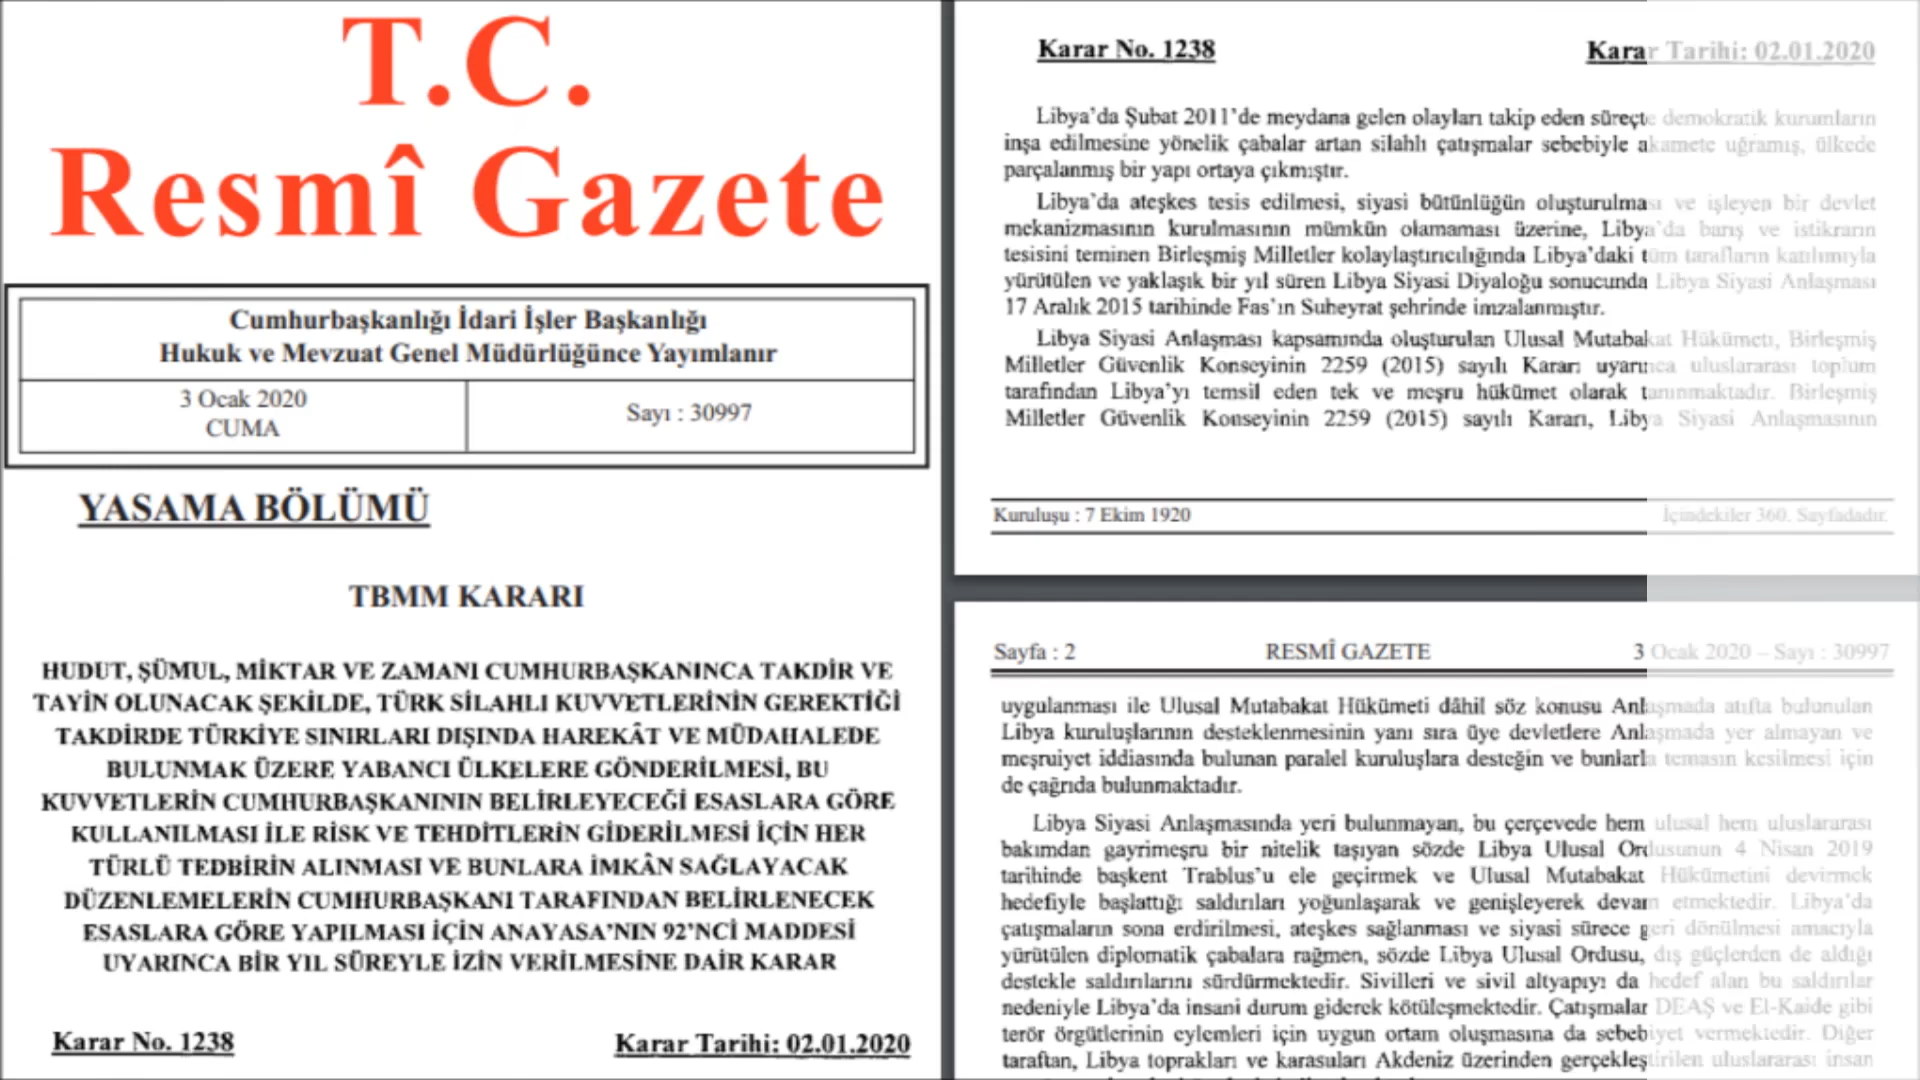 T.C.
Resmî Gazete
Cumhurbaşkanlığı İdari İşler Başkanlığı
Hukuk ve Mevzuat Genel Müdürlüğünce Yayımlanır
3 Ocak 2020
CUMA
Sayı : 30997
YASAMA BÖLÜMÜ
TBMM KARARI
HUDUT, ŞÜMUL, MİKTAR VE ZAMANI CUMHURBAŞKANINCA TAKDİR VE
TAYİN OLUNACAK ŞEKİLDE, TÜRK SİLAHLI KUVVETLERİNİN GEREKTİĞİ
TAKDİRDE TÜRKİYE SINIRLARI DIŞINDA HAREKÂT VE MÜDAHALEDE
BULUNMAK ÜZERE YABANCI ÜLKELERE GÖNDERİLMESİ, BU
KUVVETLERİN CUMHURBAŞKANININ BELİRLEYECEĞİ ESASLARA GÖRE
KULLANILMASI İLE RİSK VE TEHDİTLERİN GİDERİLMESİ İÇİN HER
TÜRLÜ TEDBİRİN ALINMASI VE BUNLARA İMKÂN SAĞLAYACAK
DÜZENLEMELERİN CUMHURBAŞKANI TARAFINDAN BELİRLENECEK
ESASLARA GÖRE YAPILMASI İÇİN ANAYASA’NIN 92’NCİ MADDESİ
UYARINCA BİR YIL SÜREYLE İZİN VERİLMESİNE DAİR KARAR
Karar No. 1238 Karar Tarihi: 02.01.2020
Karar No. 1238 Karar Tarihi: 02.01.2020
Libya’da Şubat 2011’de meydana gelen olayları takip eden süreçte demokratik kurumların
inşa edilmesine yönelik çabalar artan silahlı çatışmalar sebebiyle akamete uğramış, ülkede
parçalanmış bir yapı ortaya çıkmıştır.
Libya’da ateşkes tesis edilmesi, siyasi bütünlüğün oluşturulması ve işleyen bir devlet
mekanizmasının kurulmasının mümkün olamaması üzerine, Libya’da barış ve istikrarın
tesisini teminen Birleşmiş Milletler kolaylaştırıcılığında Libya’daki tüm tarafların katılımıyla
yürütülen ve yaklaşık bir yıl süren Libya Siyasi Diyaloğu sonucunda Libya Siyasi Anlaşması
17 Aralık 2015 tarihinde Fas’ın Suheyrat şehrinde imzalanmıştır.
Libya Siyasi Anlaşması kapsamında oluşturulan Ulusal Mutabakat Hükümeti, Birleşmiş
Milletler Güvenlik Konseyinin 2259 (2015) sayılı Kararı uyarınca uluslararası toplum
tarafından Libya’yı temsil eden tek ve meşru hükümet olarak tanınmaktadır. Birleşmiş
Milletler Güvenlik Konseyinin 2259 (2015) sayılı Kararı, Libya Siyasi Anlaşmasının
Kuruluşu : 7 Ekim 1920 İçindekiler 360. Sayfadadır.
Sayfa : 2 RESMÎ GAZETE 3 Ocak 2020 – Sayı : 30997
uygulanması ile Ulusal Mutabakat Hükümeti dâhil söz konusu Anlaşmada atıfta bulunulan
Libya kuruluşlarının desteklenmesinin yanı sıra üye devletlere Anlaşmada yer almayan ve
meşruiyet iddiasında bulunan paralel kuruluşlara desteğin ve bunlarla temasın kesilmesi için
de çağrıda bulunmaktadır.
Libya Siyasi Anlaşmasında yeri bulunmayan, bu çerçevede hem ulusal hem uluslararası
bakımdan gayrimeşru bir nitelik taşıyan sözde Libya Ulusal Ordusunun 4 Nisan 2019
tarihinde başkent Trablus’u ele geçirmek ve Ulusal Mutabakat Hükümetini devirmek
hedefiyle başlattığı saldırıları yoğunlaşarak ve genişleyerek devam etmektedir. Libya’da
çatışmaların sona erdirilmesi, ateşkes sağlanması ve siyasi sürece geri dönülmesi amacıyla
yürütülen diplomatik çabalara rağmen, sözde Libya Ulusal Ordusu, dış güçlerden de aldığı
destekle saldırılarını sürdürmektedir. Sivilleri ve sivil altyapıyı da hedef alan bu saldırılar
nedeniyle Libya’da insani durum giderek kötüleşmektedir. Çatışmalar DEAŞ ve El-Kaide gibi
terör örgütlerinin eylemleri için uygun ortam oluşmasına da sebebiyet vermektedir. Diğer
taraftan, Libya toprakları ve karasuları Akdeniz üzerinden gerçekleştirilen uluslararası insan